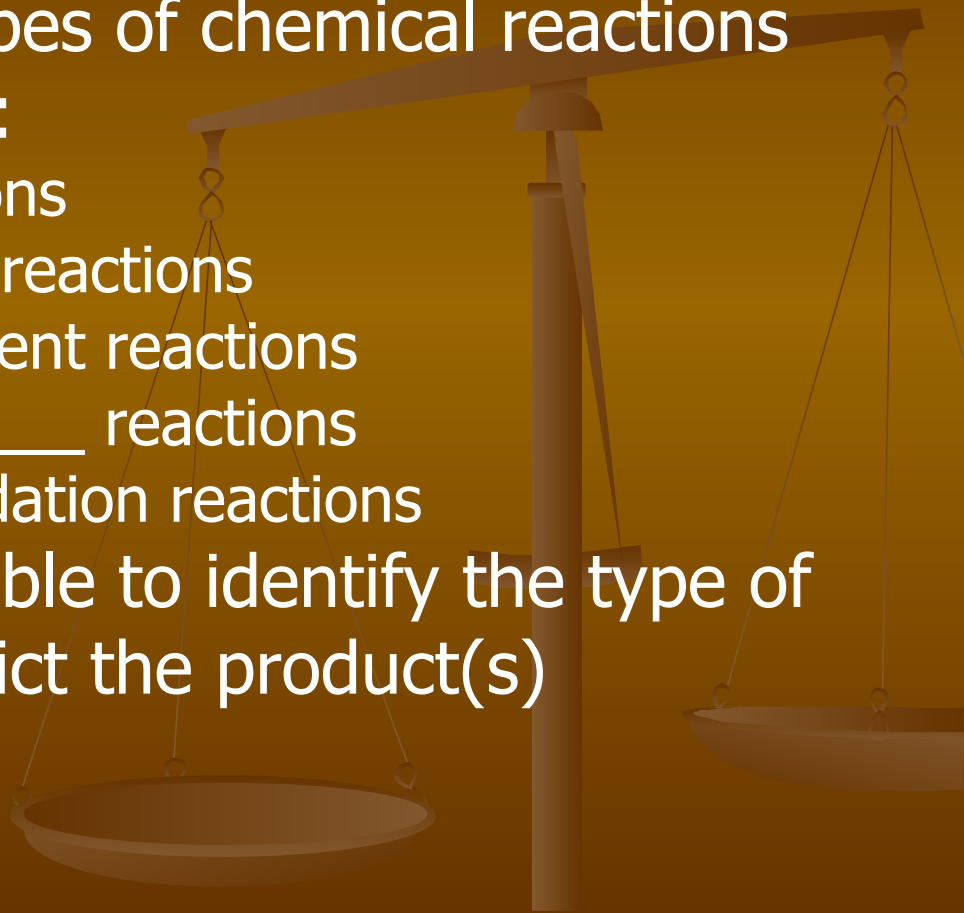 pes of chemical reactions
:
ons
reactions
ent reactions
____ reactions
dation reactions
ble to identify the type of
ict the product(s)